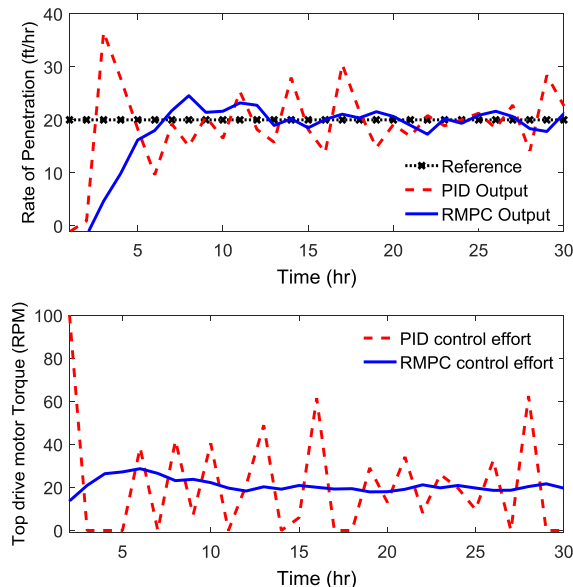 Rate of Penetration (ft/hr)
40
30
20
10
0
Reference
PID Output
RMPC Output
5 10 15 20 25 30
Time (hr)
Top drive motor Torque (RPM)
100
80
60
40
20
0
PID control effort
RMPC control effort
5 10 15 20 25 30
Time (hr)